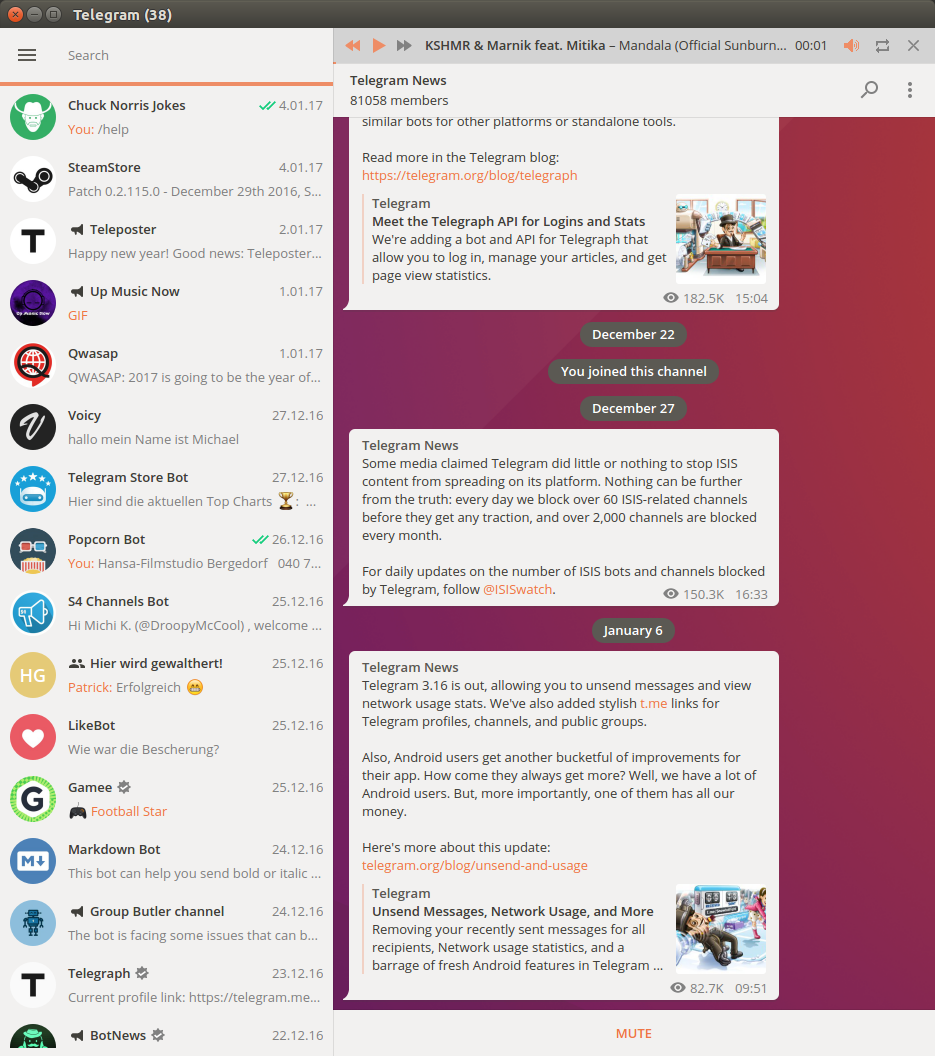 Telegram (38)
Search
KSHMR & Marnik feat. Mitika – Mandala (Official Sunburn... 00:01
Telegram News
81058 members
Chuck Norris Jokes 4.01.17
You: /help
SteamStore 4.01.17
Patch 0.2.115.0 - December 29th 2016, S...
T
Teleposter 2.01.17
Happy new year! Good news: Teleposter...
Up Music Now
Up Music Now 1.01.17
GIF
Qwasap 1.01.17
QWASAP: 2017 is going to be the year of...
Voicy 27.12.16
hallo mein Name ist Michael
Telegram Store Bot 27.12.16
Hier sind die aktuellen Top Charts 🏆: ...
Popcorn Bot 26.12.16
You: Hansa-Filmstudio Bergedorf 040 7...
S4 Channels Bot 25.12.16
Hi Michi K. (@DroopyMcCool) , welcome ...
HG
Hier wird gewalthert! 25.12.16
Patrick: Erfolgreich 😁
LikeBot 25.12.16
Wie war die Bescherung?
G
Gamee 25.12.16
🎮 Football Star
M
Markdown Bot 24.12.16
This bot can help you send bold or italic ...
Group Butler channel 24.12.16
The bot is facing some issues that can b...
T
Telegraph 23.12.16
Current profile link: https://telegram.me...
BotNews 22.12.16
similar bots for other platforms or standalone tools.
Read more in the Telegram blog:
https://telegram.org/blog/telegraph
Telegram
Meet the Telegraph API for Logins and Stats
We're adding a bot and API for Telegraph that
allow you to log in, manage your articles, and get
page view statistics.
182.5K 15:04
December 22
You joined this channel
December 27
Telegram News
Some media claimed Telegram did little or nothing to stop ISIS
content from spreading on its platform. Nothing can be further
from the truth: every day we block over 60 ISIS-related channels
before they get any traction, and over 2,000 channels are blocked
every month.
For daily updates on the number of ISIS bots and channels blocked
by Telegram, follow @ISISwatch.
150.3K 16:33
January 6
Telegram News
Telegram 3.16 is out, allowing you to unsend messages and view
network usage stats. We've also added stylish t.me links for
Telegram profiles, channels, and public groups.
Also, Android users get another bucketful of improvements for
their app. How come they always get more? Well, we have a lot of
Android users. But, more importantly, one of them has all our
money.
Here's more about this update:
telegram.org/blog/unsend-and-usage
Telegram
Unsend Messages, Network Usage, and More
Removing your recently sent messages for all
recipients, Network usage statistics, and a
barrage of fresh Android features in Telegram ...
82.7K 09:51
MUTE